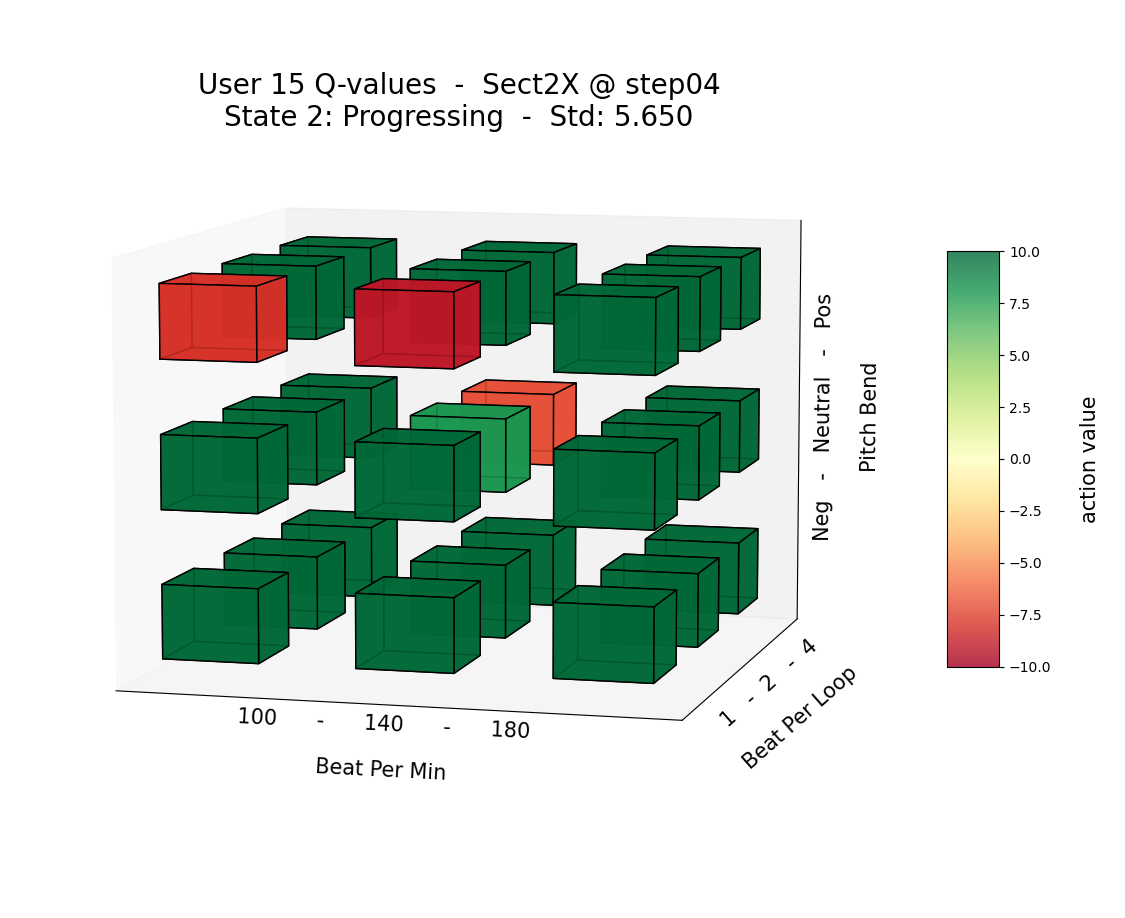 User 15 Q-values  -  Sect2X @ step04
State 2: Progressing  -  Std: 5.650
Neg  -  Neutral  -  Pos
Pitch Bend
100  -  140  -  180
Beat Per Min
1  -  2  -  4
Beat Per Loop
10.0
7.5
5.0
2.5
0.0
−2.5
−5.0
−7.5
−10.0
action value